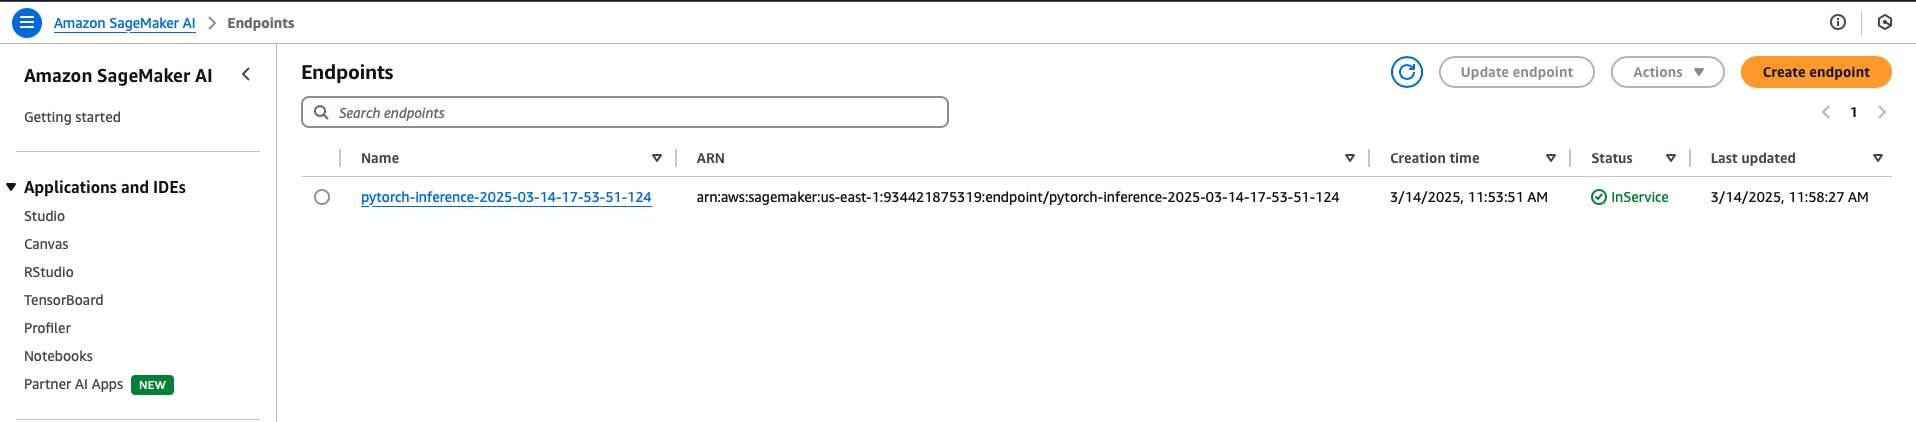 Amazon SageMaker AI > Endpoints
Amazon SageMaker AI
Getting started
Applications and IDEs
Studio
Canvas
RStudio
TensorBoard
Profiler
Notebooks
Partner AI Apps NEW
Endpoints
Update endpoint
Actions
Create endpoint
Search endpoints
1
Name ARN Creation time Status Last updated
pytorch-inference-2025-03-14-17-53-51-124 arn:aws:sagemaker:us-east-1:934421875319:endpoint/pytorch-inference-2025-03-14-17-53-51-124 3/14/2025, 11:53:51 AM InService 3/14/2025, 11:58:27 AM